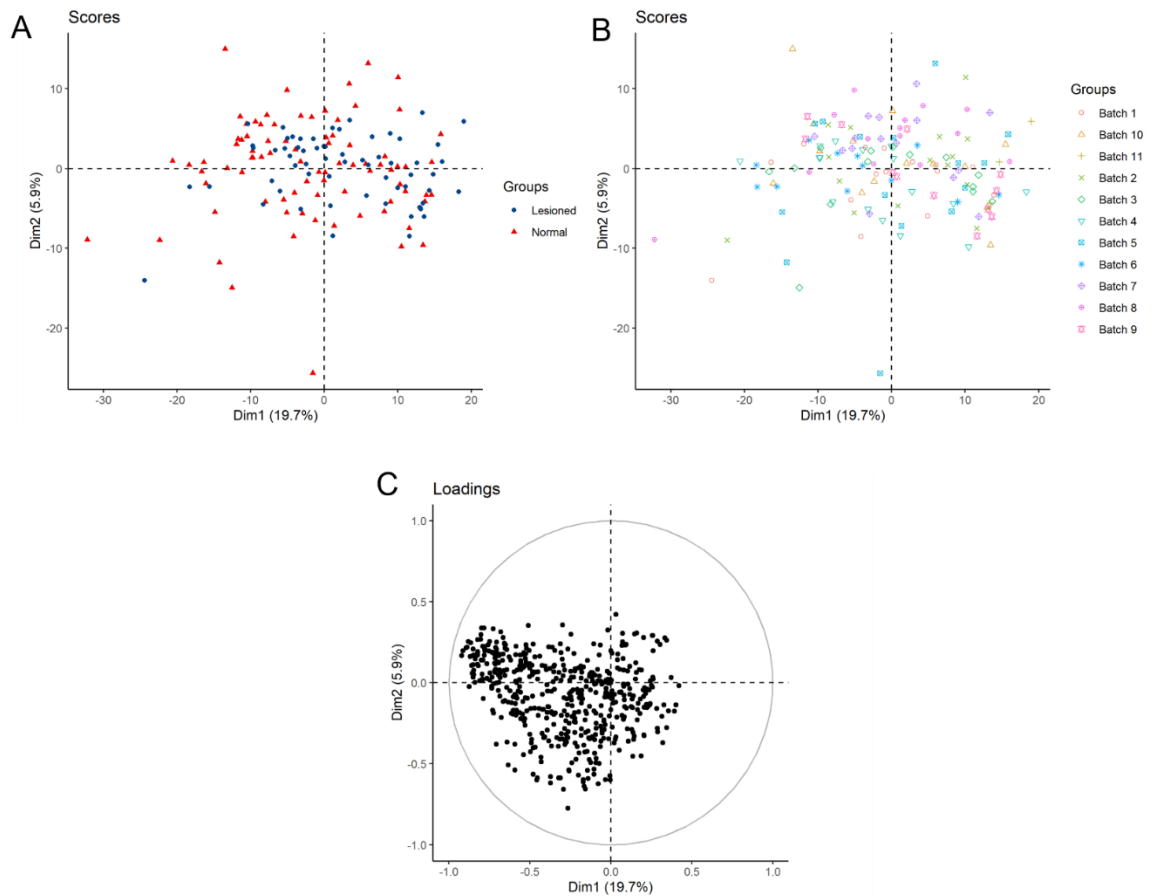 A
Scores
10
0
-10
-20
Dim2 (5.9%)
-30
-20
-10
0
10
20
Dim1 (19.7%)
Groups
Lesioned
Normal
B
Scores
10
0
-10
-20
Dim2 (5.9%)
-30
-20
-10
0
10
20
Dim1 (19.7%)
Groups
Batch 1
Batch 10
Batch 11
Batch 2
Batch 3
Batch 4
Batch 5
Batch 6
Batch 7
Batch 8
Batch 9
C
Loadings
1.0
0.5
0.0
-0.5
-1.0
Dim2 (5.9%)
-1.0
-0.5
0.0
0.5
1.0
Dim1 (19.7%)